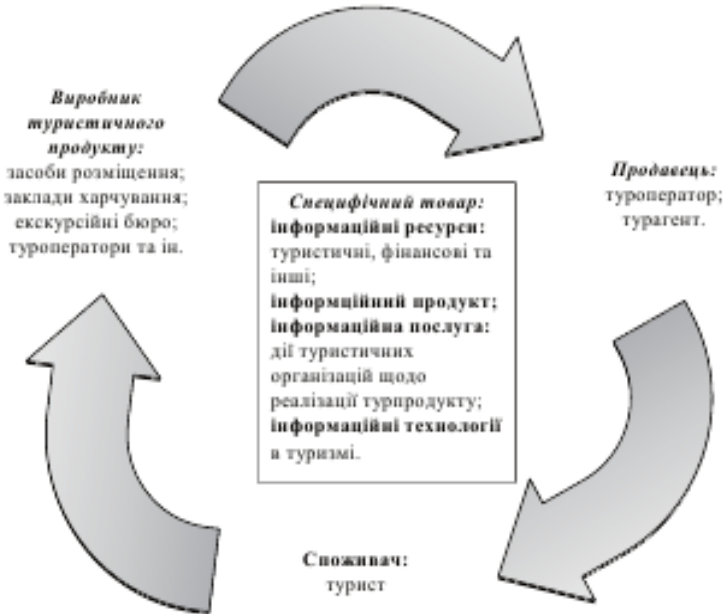 Виробник
туристичного
продукту:
засоби розміщення;
заклади харчування;
екскурсійні бюро;
туроператори та ін.
Продавець:
туроператор;
турагент.
Специфічний товар:
інформаційні ресурси:
туристичні, фінансові та
інші;
інформційний продукт;
інформаційна послуга:
дії туристичних
організацій щодо
реалізації турпродукту;
інформаційні технології
в туризмі.
Споживач:
турист